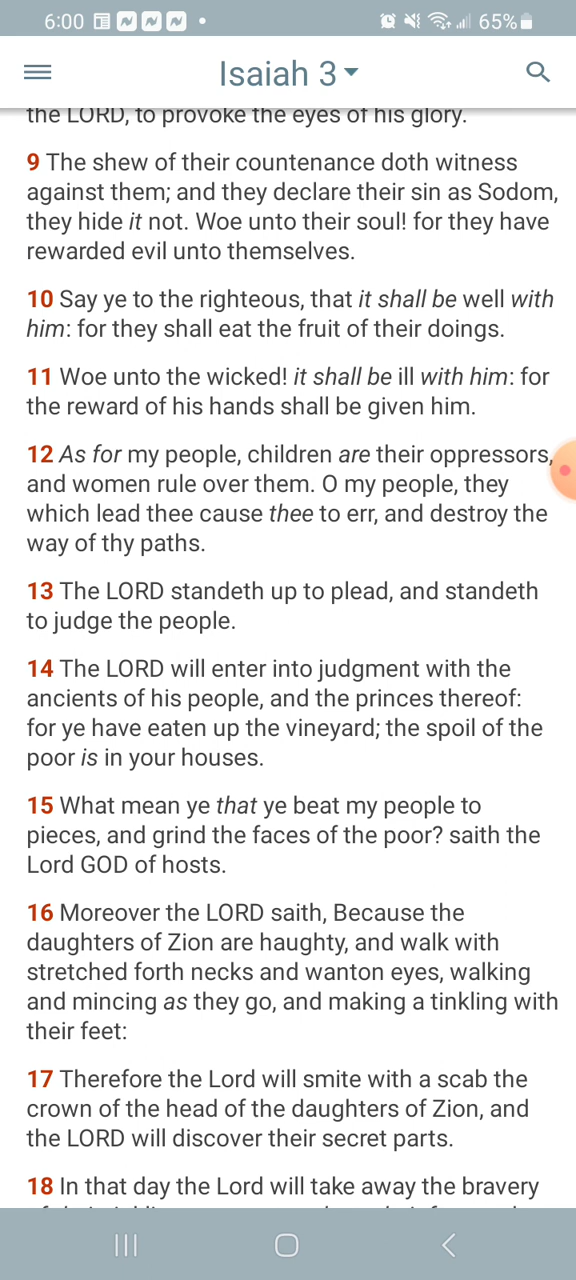 6:00
65%
Isaiah 3
the LORD, to provoke the eyes of his glory.
9 The shew of their countenance doth witness
against them; and they declare their sin as Sodom,
they hide it not. Woe unto their soul! for they have
rewarded evil unto themselves.
10 Say ye to the righteous, that it shall be well with
him: for they shall eat the fruit of their doings.
11 Woe unto the wicked! it shall be ill with him: for
the reward of his hands shall be given him.
12 As for my people, children are their oppressors,
and women rule over them. O my people, they
which lead thee cause thee to err, and destroy the
way of thy paths.
13 The LORD standeth up to plead, and standeth
to judge the people.
14 The LORD will enter into judgment with the
ancients of his people, and the princes thereof:
for ye have eaten up the vineyard; the spoil of the
poor is in your houses.
15 What mean ye that ye beat my people to
pieces, and grind the faces of the poor? saith the
Lord GOD of hosts.
16 Moreover the LORD saith, Because the
daughters of Zion are haughty, and walk with
stretched forth necks and wanton eyes, walking
and mincing as they go, and making a tinkling with
their feet:
17 Therefore the Lord will smite with a scab the
crown of the head of the daughters of Zion, and
the LORD will discover their secret parts.
18 In that day the Lord will take away the bravery